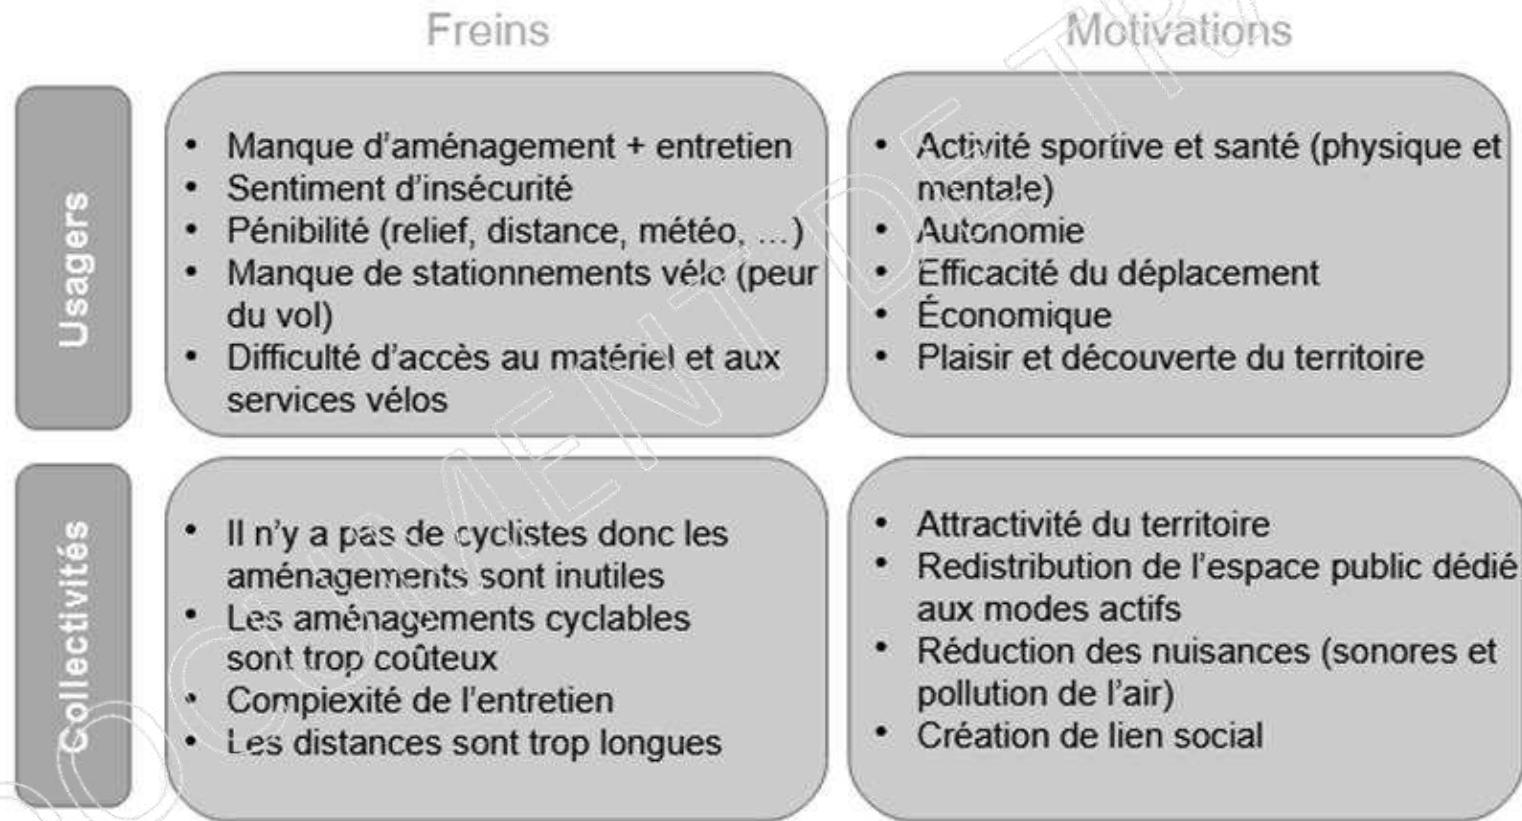 Freins
Motivations
Usagers
• Manque d'aménagement + entretien
• Sentiment d'insécurité
• Pénibilité (relief, distance, météo, ...)
• Manque de stationnements vélo (peur
du vol)
• Difficulté d'accès au matériel et aux
services vélos
• Activité sportive et santé (physique et
mentale)
• Autonomie
• Efficacité du déplacement
• Économique
• Plaisir et découverte du territoire
Collectivités
• Il n'y a pas de cyclistes donc les
aménagements sont inutiles
• Les aménagements cyclables
sont trop coûteux
• Complexité de l'entretien
• Les distances sont trop longues
• Attractivité du territoire
• Redistribution de l'espace public dédié
aux modes actifs
• Réduction des nuisances (sonores et
pollution de l'air)
• Création de lien social
DOCUMENT DE TR